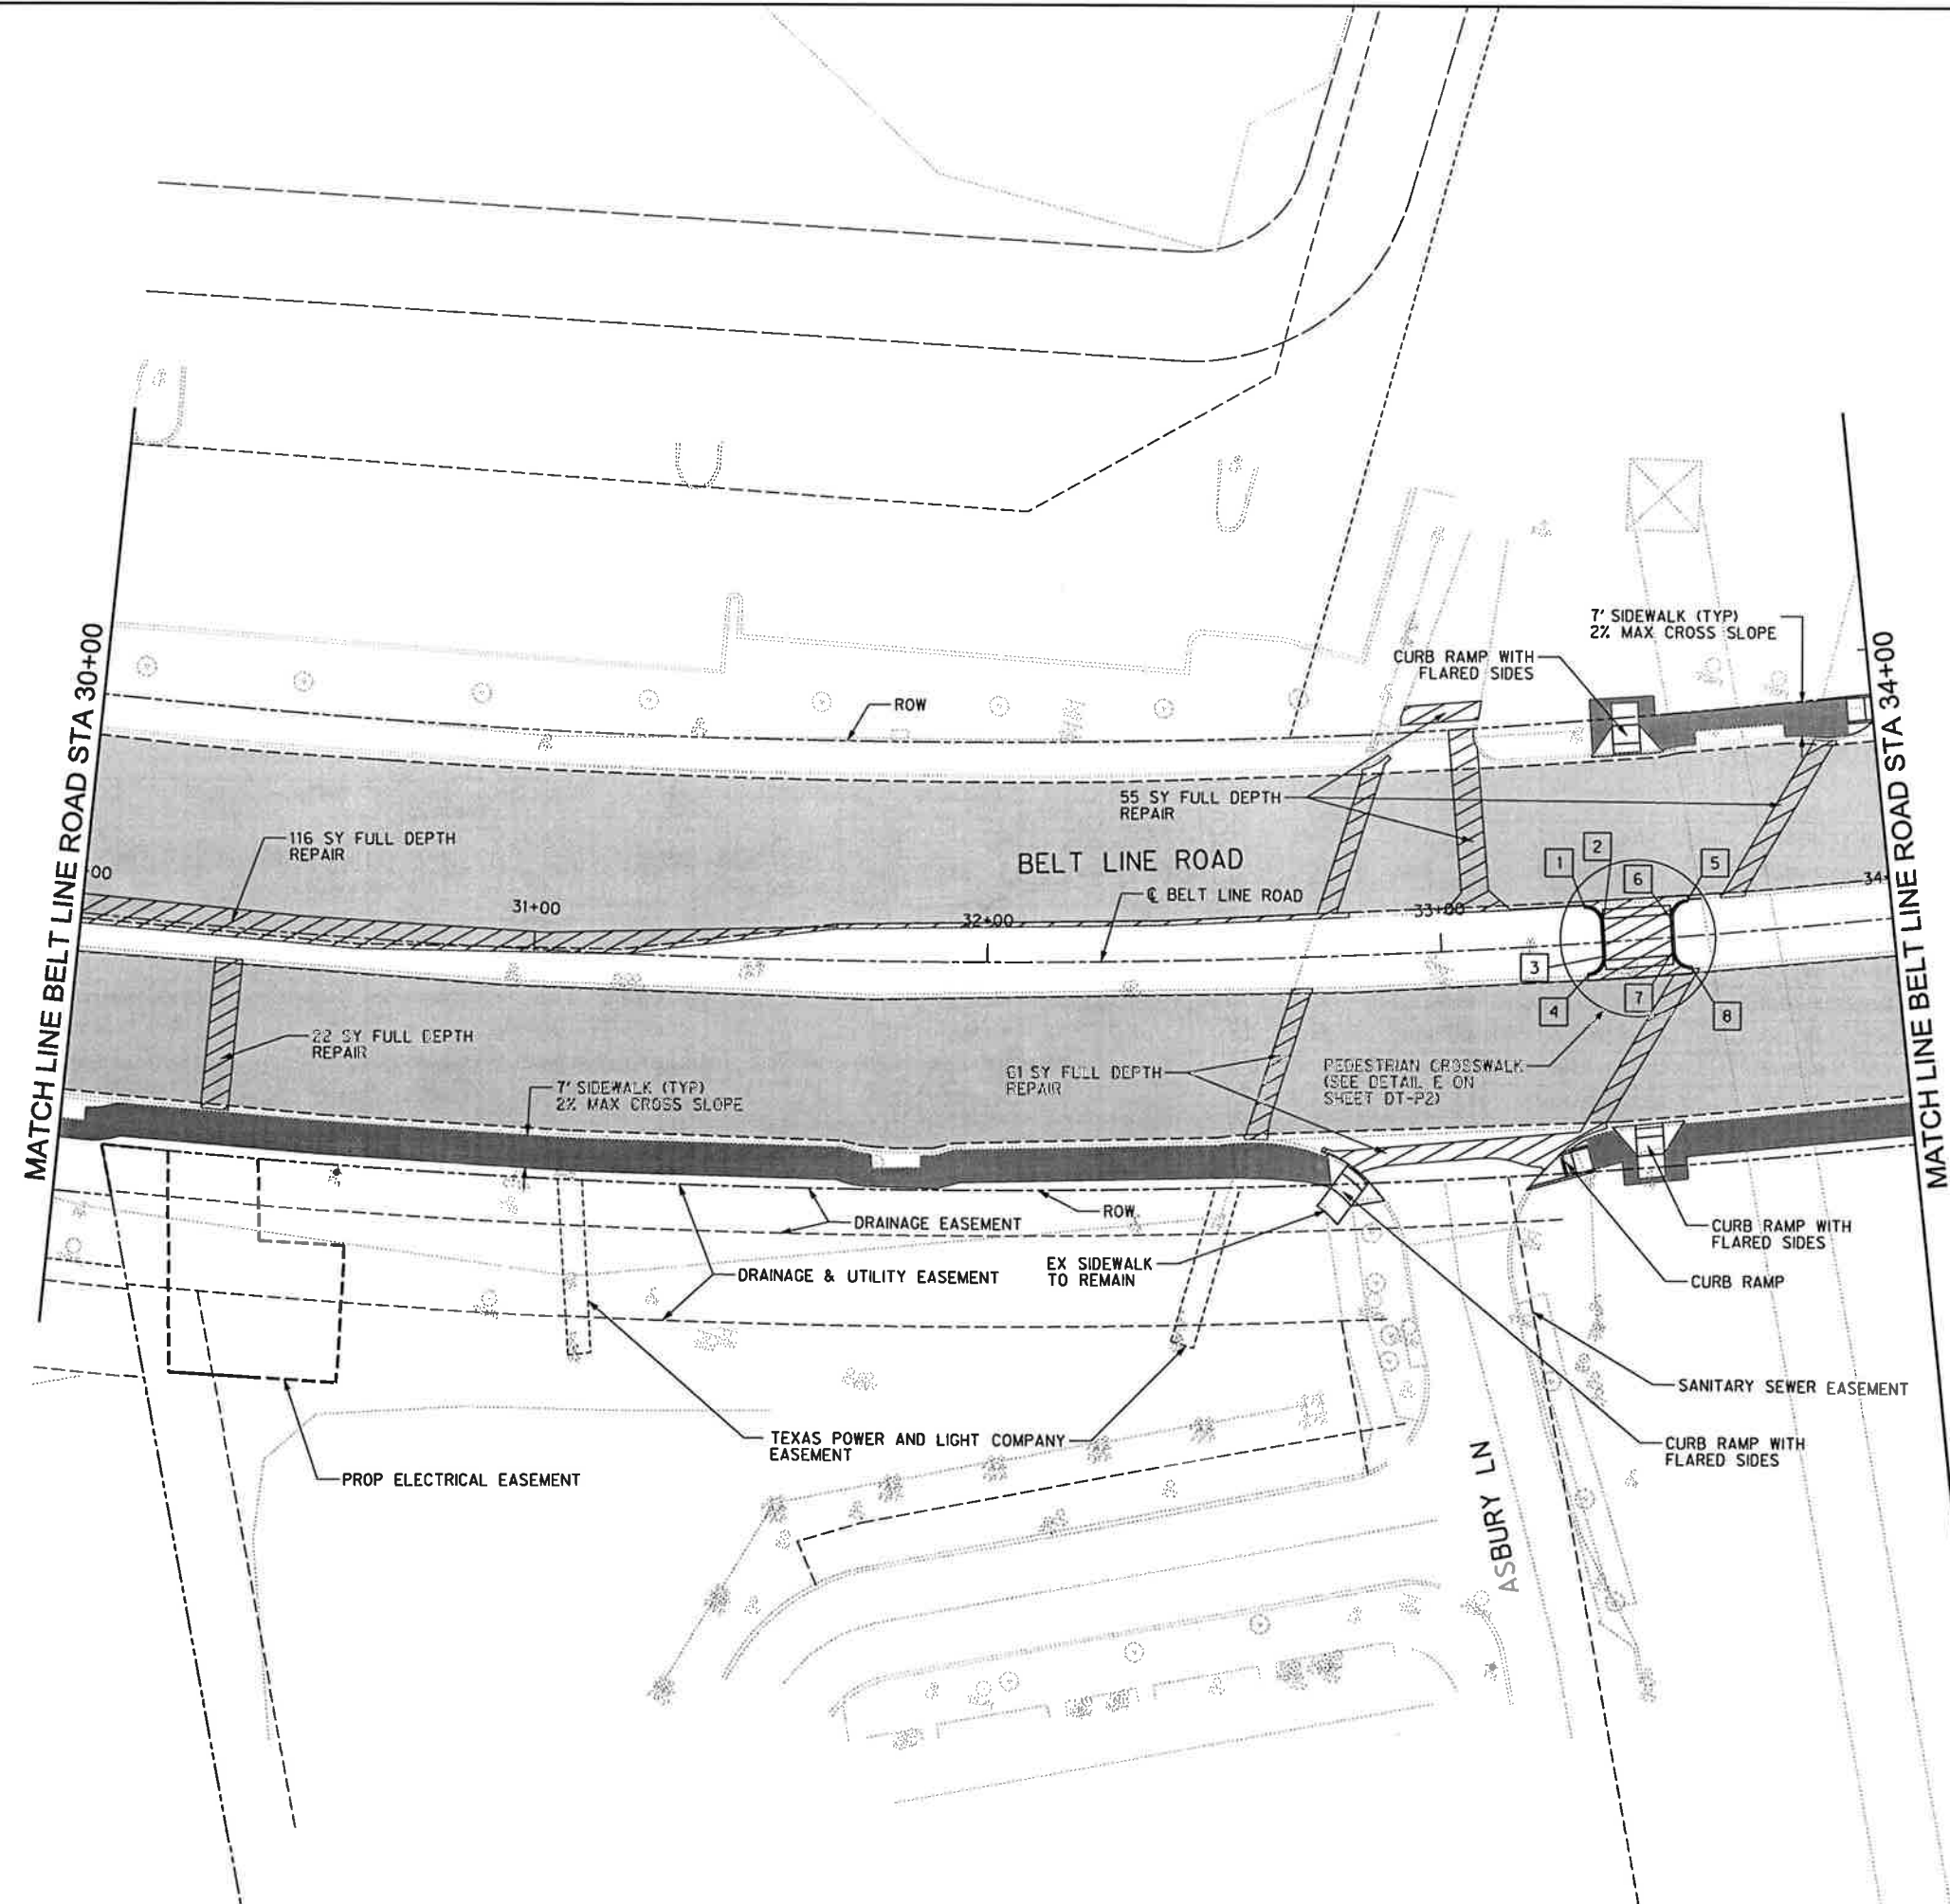 7' SIDEWALK (TYP)
2% MAX CROSS SLOPE
CURB RAMP WITH
FLARED SIDES
MATCH LINE BELT LINE ROAD STA 30+00
MATCH LINE BELT LINE ROAD STA 34+00
ROW
55 SY FULL DEPTH
REPAIR
116 SY FULL DEPTH
REPAIR
BELT LINE ROAD
℄ BELT LINE ROAD
00
31+00
32+00
33+00
34+
1
2
3
4
5
6
7
8
22 SY FULL DEPTH
REPAIR
7' SIDEWALK (TYP)
2% MAX CROSS SLOPE
61 SY FULL DEPTH
REPAIR
PEDESTRIAN CROSSWALK
(SEE DETAIL E ON
SHEET DT-P2)
DRAINAGE EASEMENT
ROW
DRAINAGE & UTILITY EASEMENT
EX SIDEWALK
TO REMAIN
CURB RAMP WITH
FLARED SIDES
CURB RAMP
SANITARY SEWER EASEMENT
CURB RAMP WITH
FLARED SIDES
TEXAS POWER AND LIGHT COMPANY
EASEMENT
PROP ELECTRICAL EASEMENT
ASBURY LN